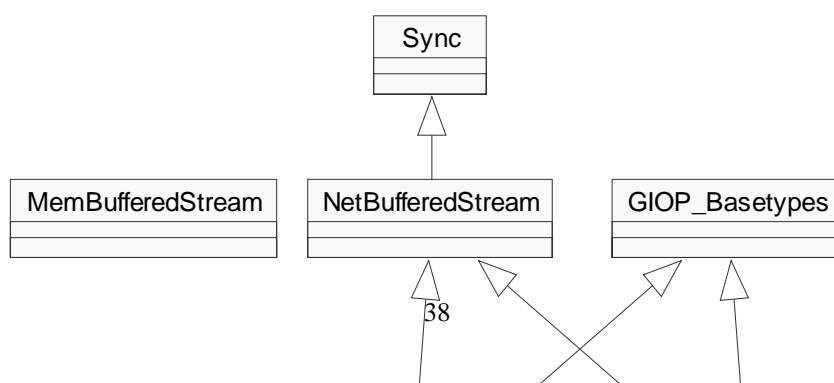 Sync
MemBufferedStream
NetBufferedStream
GIOP_Basetypes
38